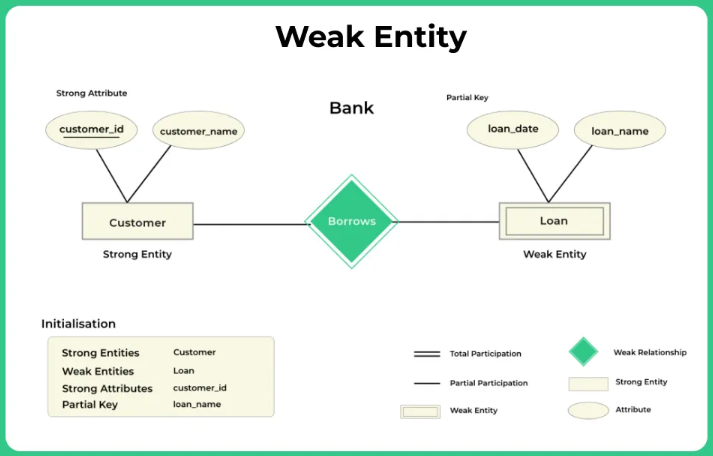 Weak Entity
Strong Attribute
Bank
Partial Key
customer_id
customer_name
loan_date
loan_name
Customer
Borrows
Loan
Strong Entity
Weak Entity
Initialisation
Strong Entities Customer
Weak Entities Loan
Strong Attributes customer_id
Partial Key loan_name
Total Participation
Weak Relationship
Partial Participation
Strong Entity
Weak Entity
Attribute